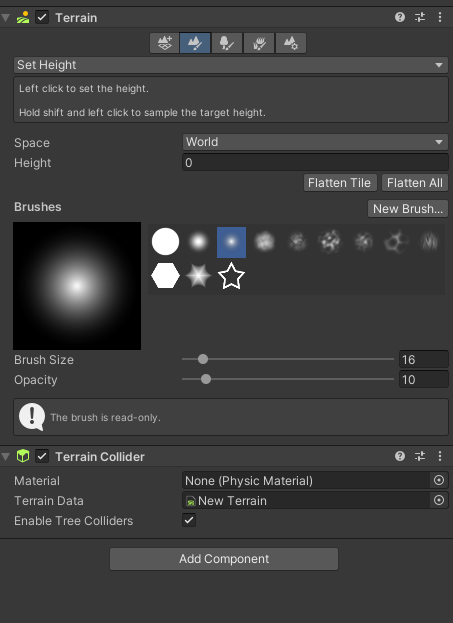 Terrain
Set Height
Left click to set the height.
Hold shift and left click to sample the target height.
Space World
Height 0
Flatten Tile Flatten All
Brushes
New Brush...
Brush Size 16
Opacity 10
The brush is read-only.
Terrain Collider
Material None (Physic Material)
Terrain Data New Terrain
Enable Tree Colliders
Add Component